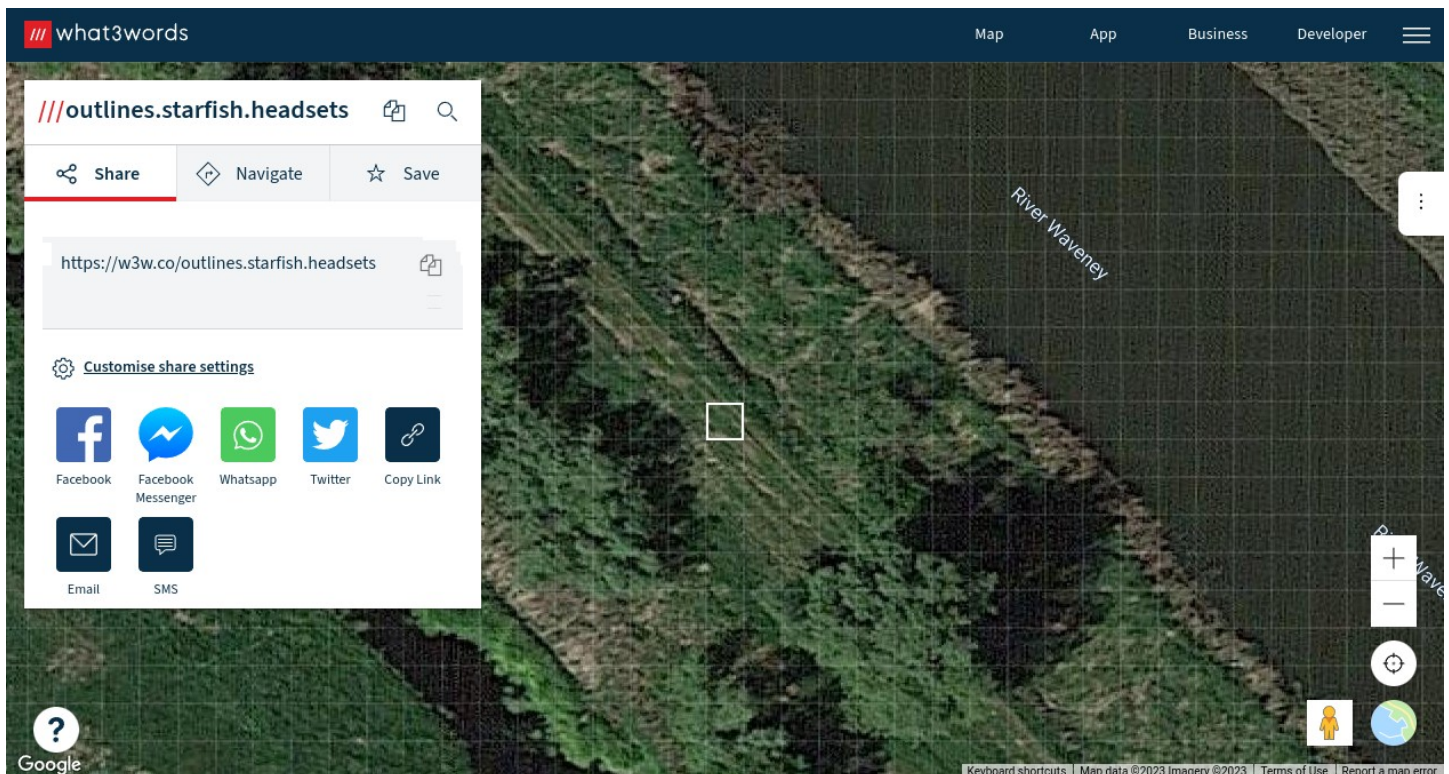 /// what3words
Map
App
Business
Developer
///outlines.starfish.headsets
Share
Navigate
Save
https://w3w.co/outlines.starfish.headsets
Customise share settings
Facebook
Facebook
Messenger
Whatsapp
Twitter
Copy Link
Email
SMS
River Waveney
?
Google
Keyboard shortcuts
Map data ©2023 Imagery ©2023
Terms of Use
Report a map error